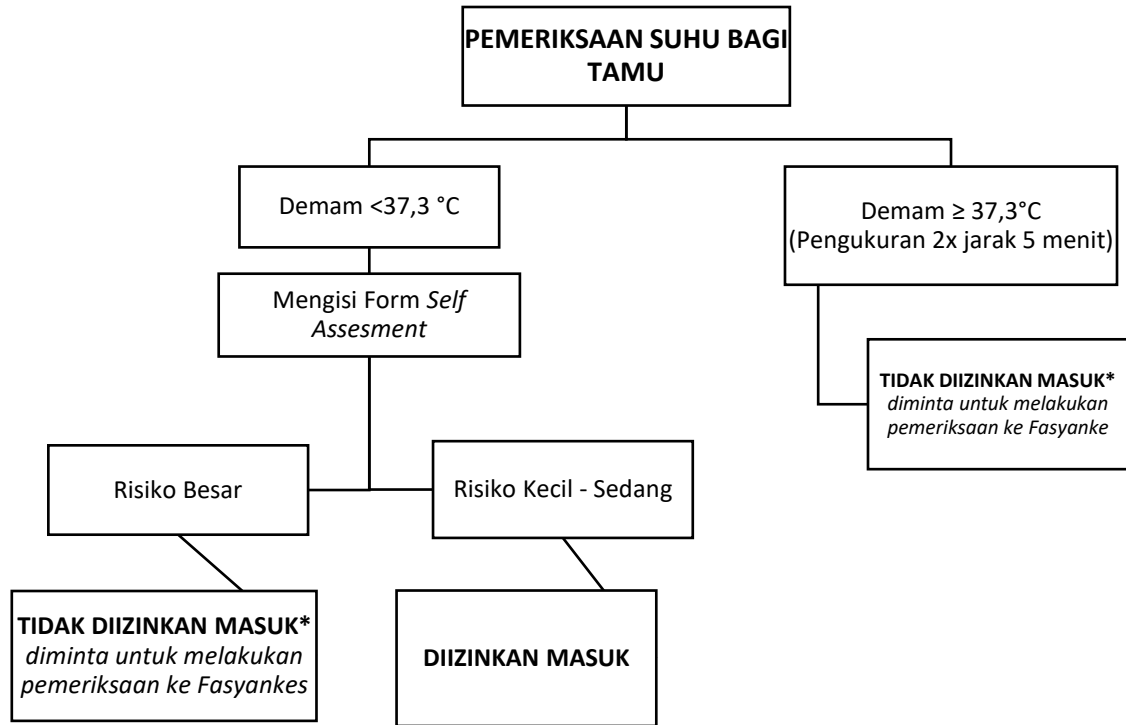 PEMERIKSAAN SUHU BAGI
TAMU
Demam <37,3 °C
Demam ≥ 37,3°C
(Pengukuran 2x jarak 5 menit)
Mengisi Form Self
Assesment
TIDAK DIIZINKAN MASUK*
diminta untuk melakukan
pemeriksaan ke Fasyanke
Risiko Besar
Risiko Kecil - Sedang
TIDAK DIIZINKAN MASUK*
diminta untuk melakukan
pemeriksaan ke Fasyankes
DIIZINKAN MASUK